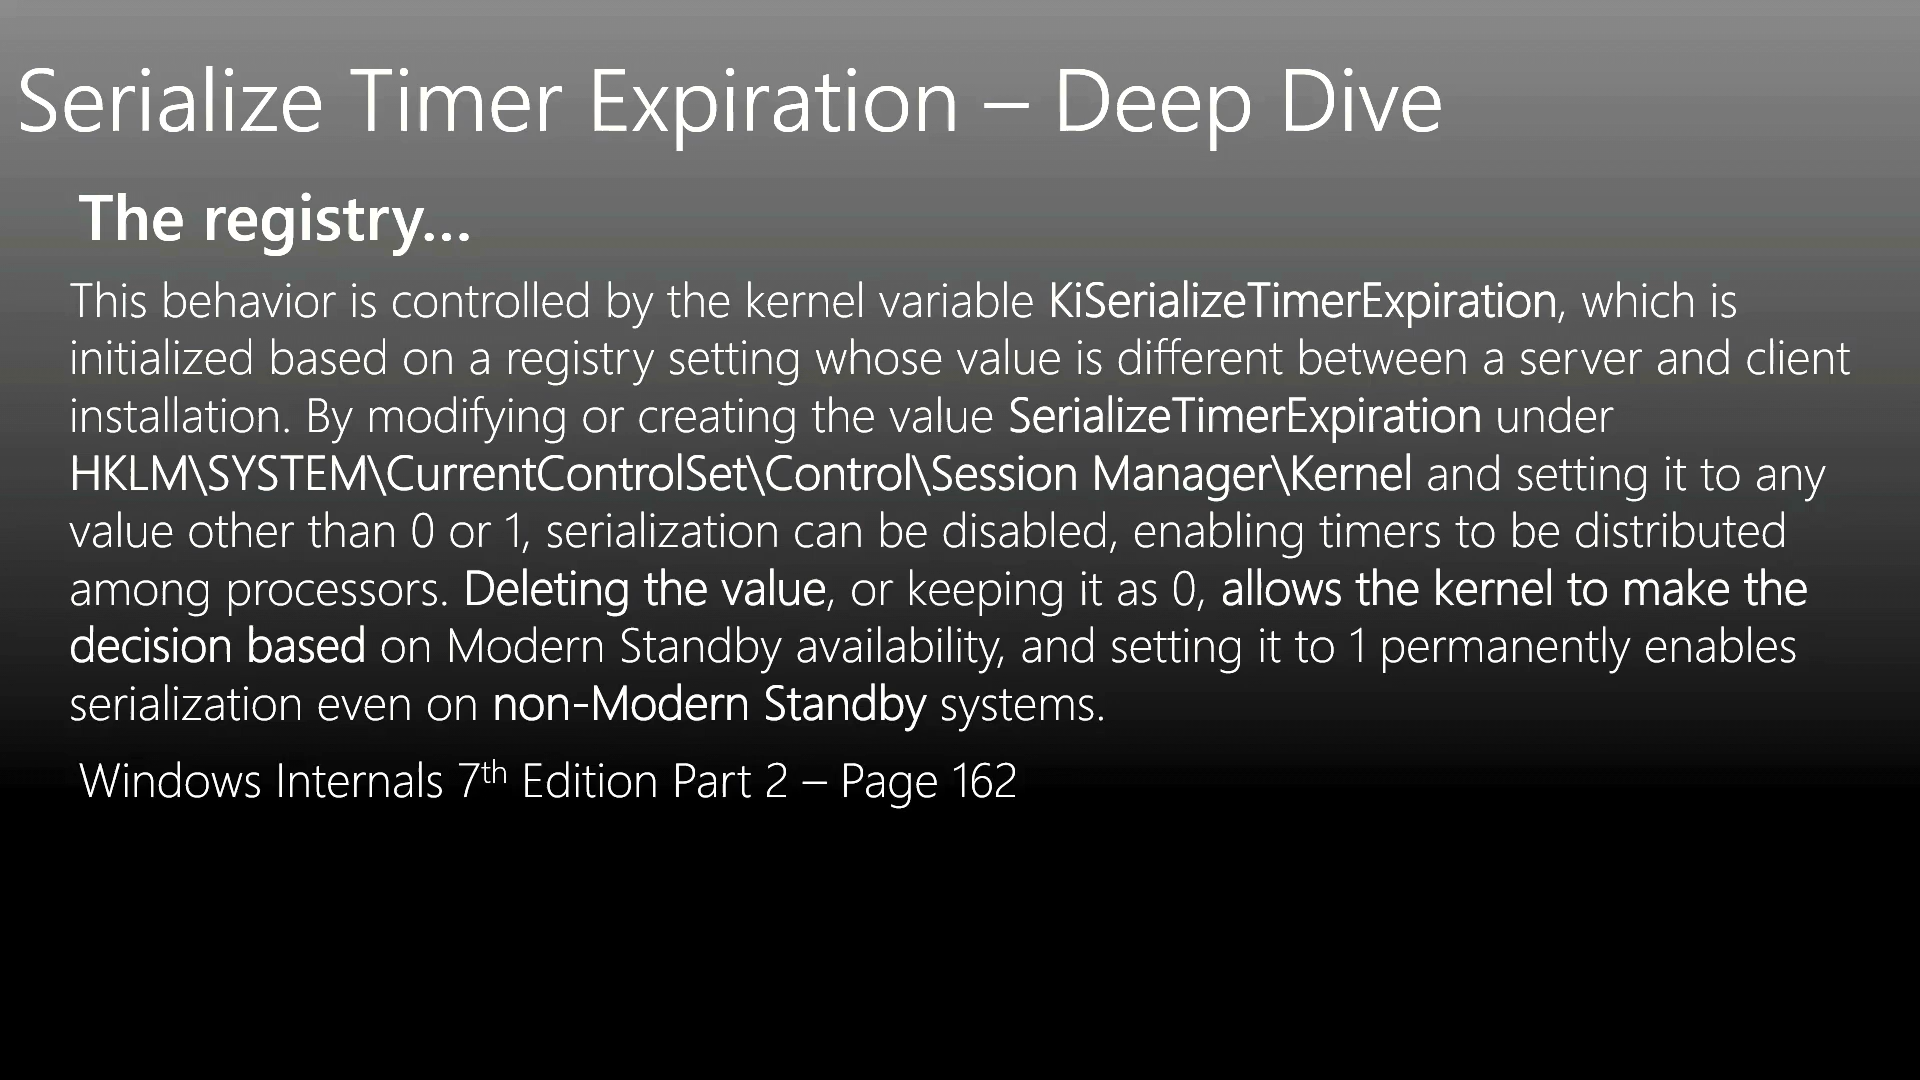 Serialize Timer Expiration – Deep Dive
The registry...
This behavior is controlled by the kernel variable KiSerializeTimerExpiration, which is
initialized based on a registry setting whose value is different between a server and client
installation. By modifying or creating the value SerializeTimerExpiration under
HKLM\SYSTEM\CurrentControlSet\Control\Session Manager\Kernel and setting it to any
value other than 0 or 1, serialization can be disabled, enabling timers to be distributed
among processors. Deleting the value, or keeping it as 0, allows the kernel to make the
decision based on Modern Standby availability, and setting it to 1 permanently enables
serialization even on non-Modern Standby systems.
Windows Internals 7th Edition Part 2 – Page 162